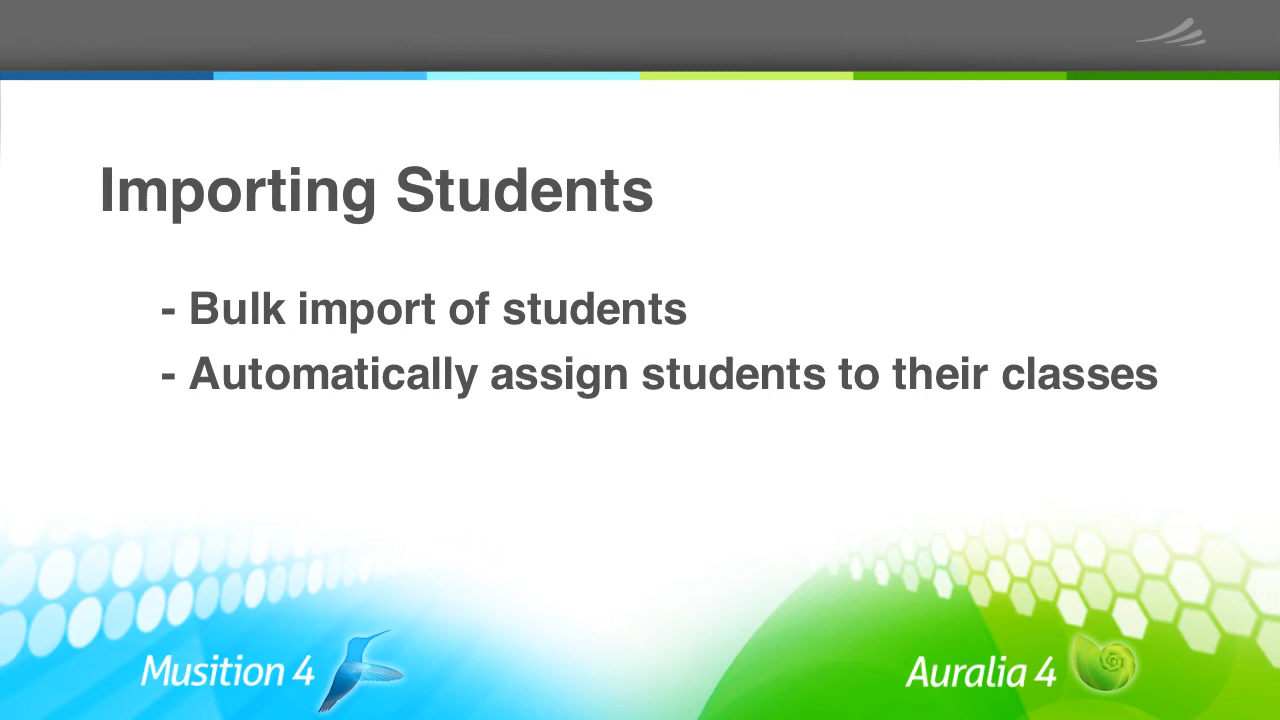 Importing Students
- Bulk import of students
- Automatically assign students to their classes
Musition 4
Auralia 4